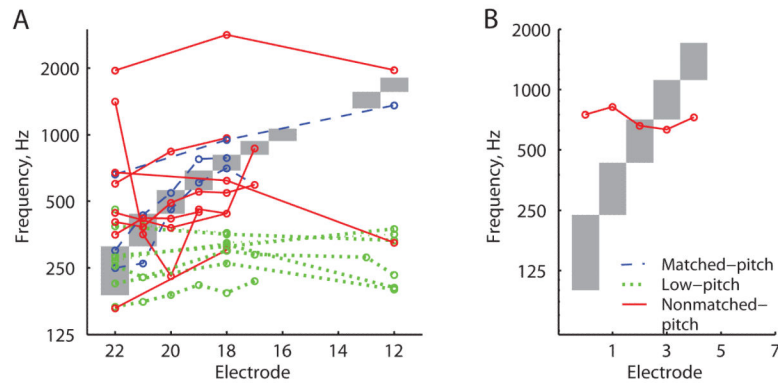 A
Frequency, Hz
2000
1000
500
250
125
22
20
18
16
14
12
Electrode
B
Frequency, Hz
2000
1000
500
250
125
1
3
5
7
Electrode
Matched–pitch
Low–pitch
Nonmatched–
pitch